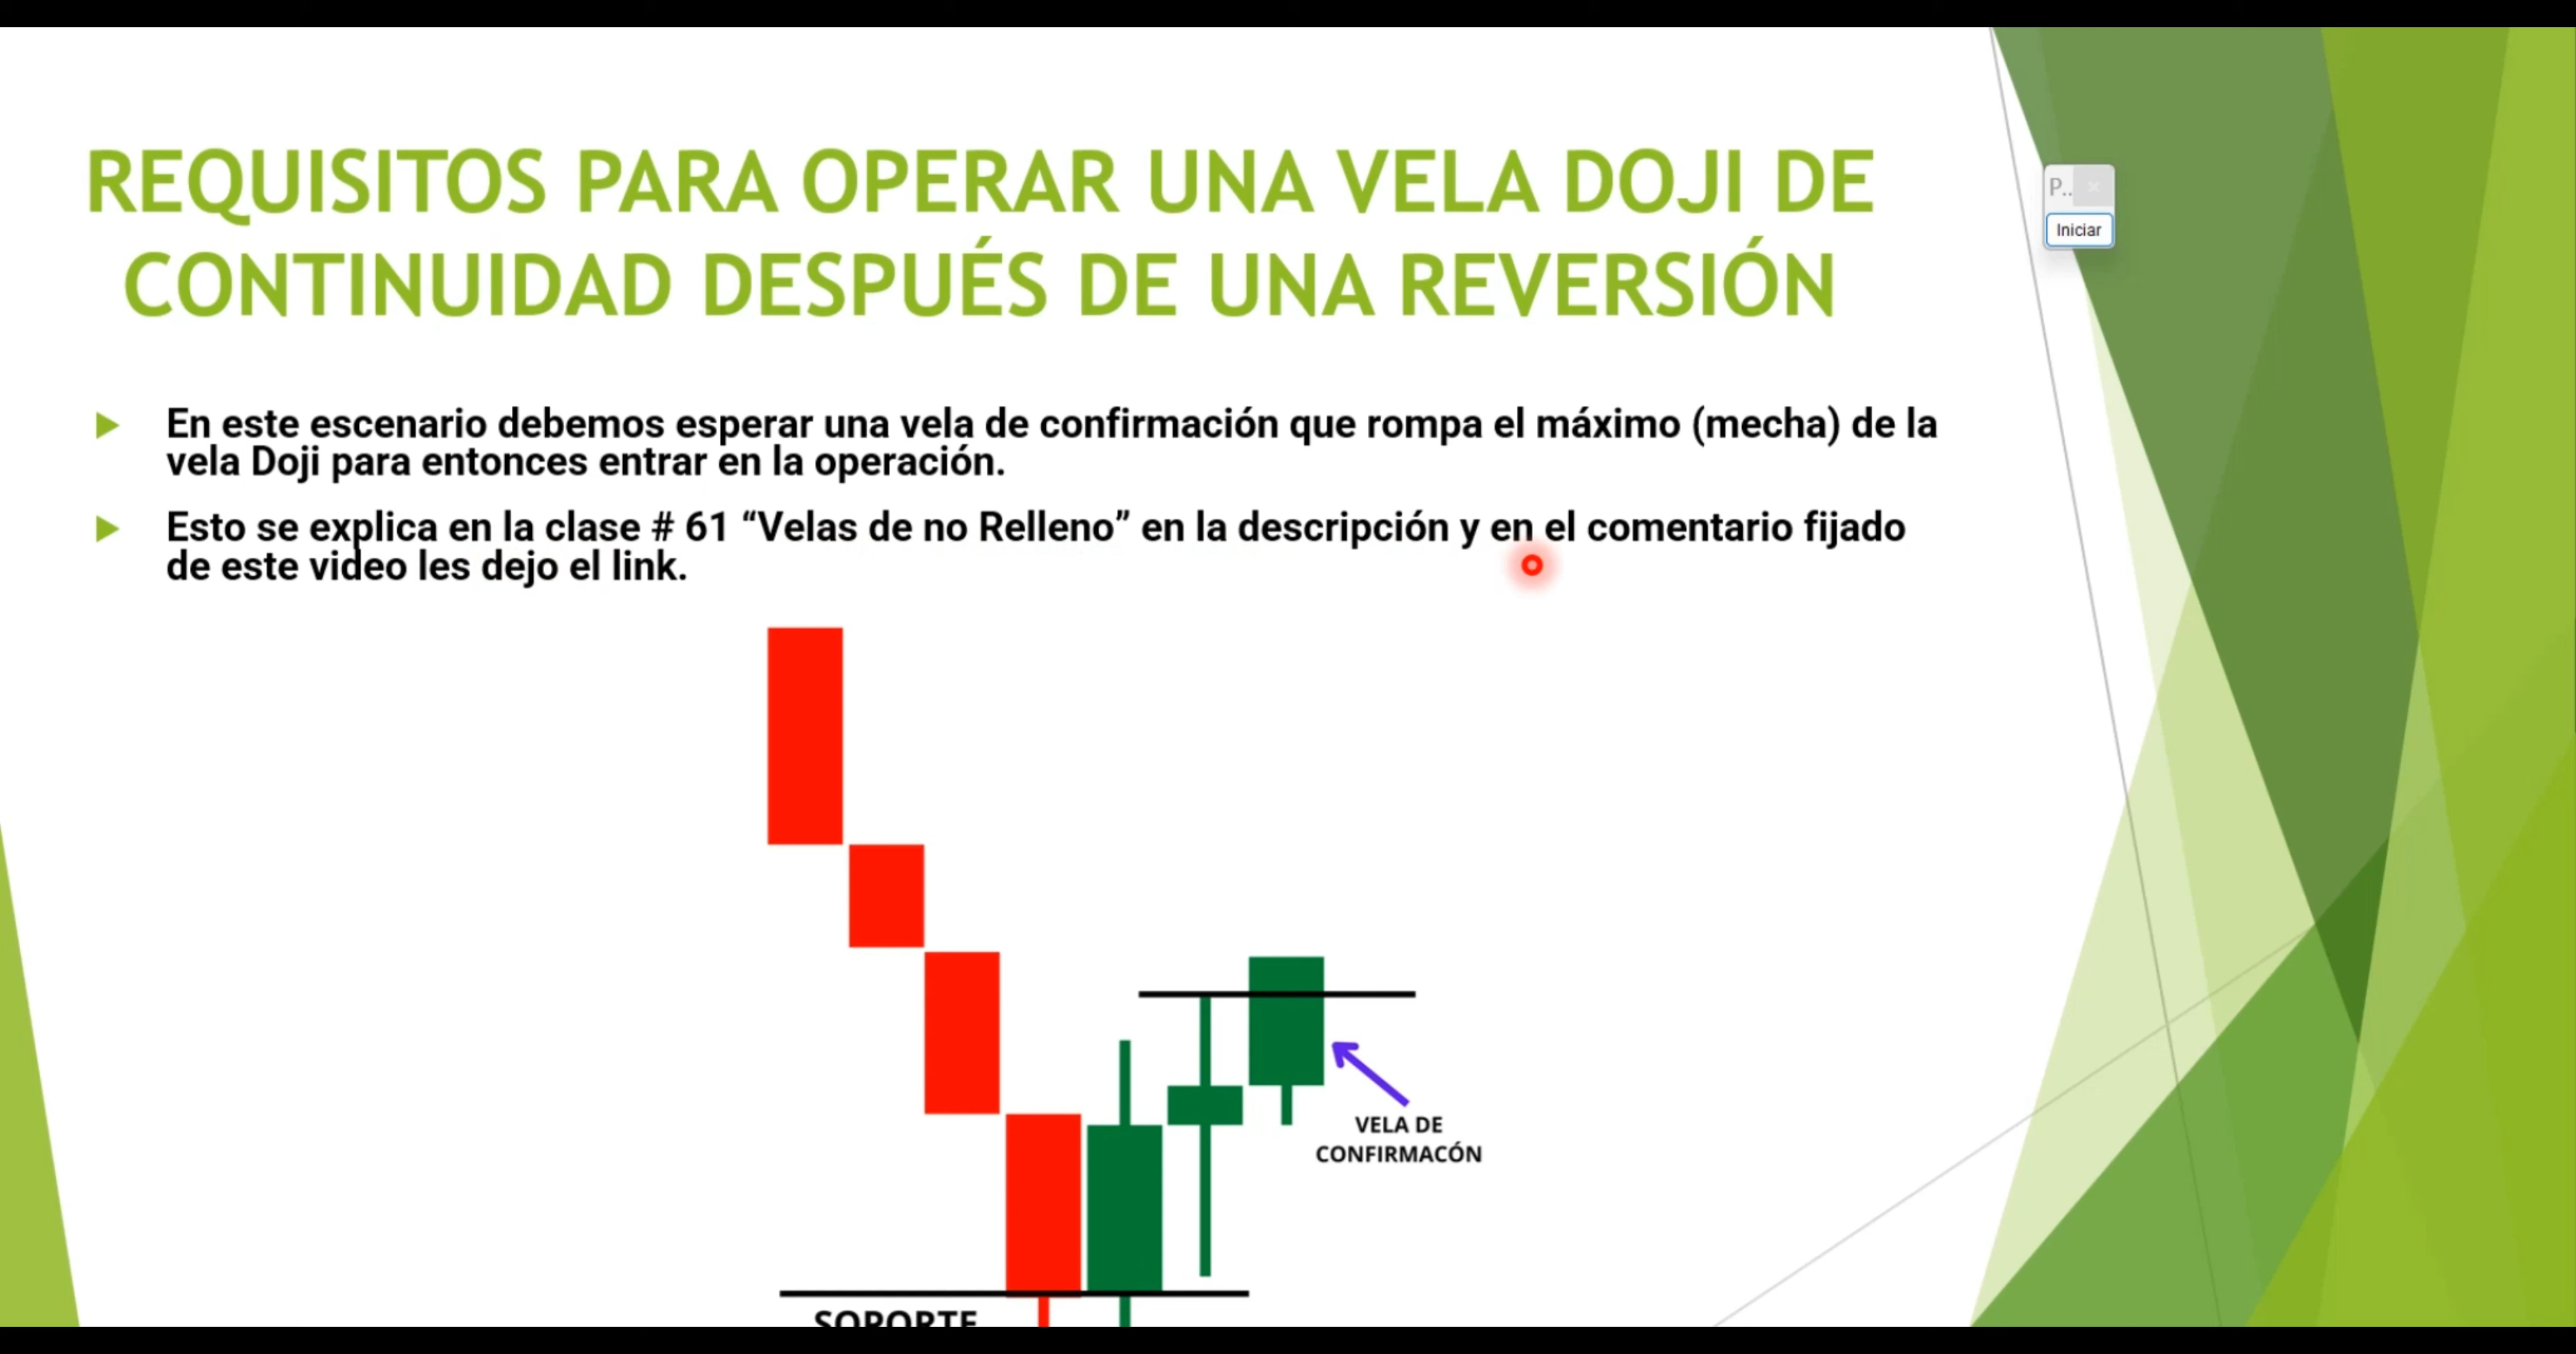 REQUISITOS PARA OPERAR UNA VELA DOJI DE
CONTINUIDAD DESPUÉS DE UNA REVERSIÓN
P..
Iniciar
En este escenario debemos esperar una vela de confirmación que rompa el máximo (mecha) de la
vela Doji para entonces entrar en la operación.
Esto se explica en la clase # 61 “Velas de no Relleno” en la descripción y en el comentario fijado
de este video les dejo el link.
VELA DE
CONFIRMACÓN
SOPORTE